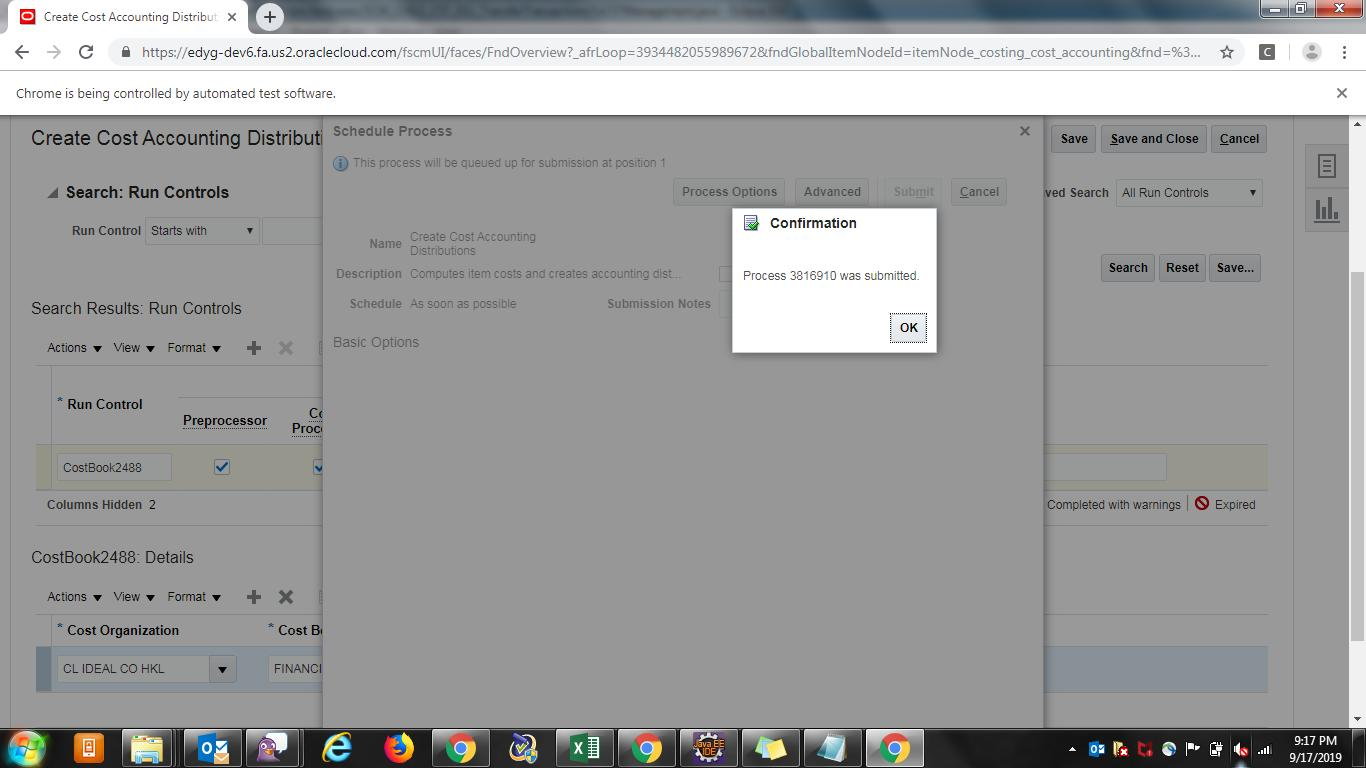 Create Cost Accounting Distribut
https://edyg-dev6.fa.us2.oraclecloud.com/fscmUI/faces/FndOverview?_afrLoop=3934482055989672&fndGlobalItemNodeId=itemNode_costing_cost_accounting&fnd=%3...
C
Chrome is being controlled by automated test software.
Create Cost Accounting Distributi
Schedule Process
Save
Save and Close
Cancel
This process will be queued up for submission at position 1
Search: Run Controls
Process Options
Advanced
Submit
Cancel
ved Search
All Run Controls
Run Control
Starts with
Confirmation
Name
Create Cost Accounting
Distributions
Description
Computes item costs and creates accounting dist...
Process 3816910 was submitted.
Search
Reset
Save...
Schedule
As soon as possible
Submission Notes
Search Results: Run Controls
OK
Actions
View
Format
Basic Options
* Run Control
Preprocessor
Co
Proce
CostBook2488
Columns Hidden 2
Completed with warnings
Expired
CostBook2488: Details
Actions
View
Format
* Cost Organization
* Cost Bo
CL IDEAL CO HKL
FINANCI
Java EE
IDE
9:17 PM
9/17/2019